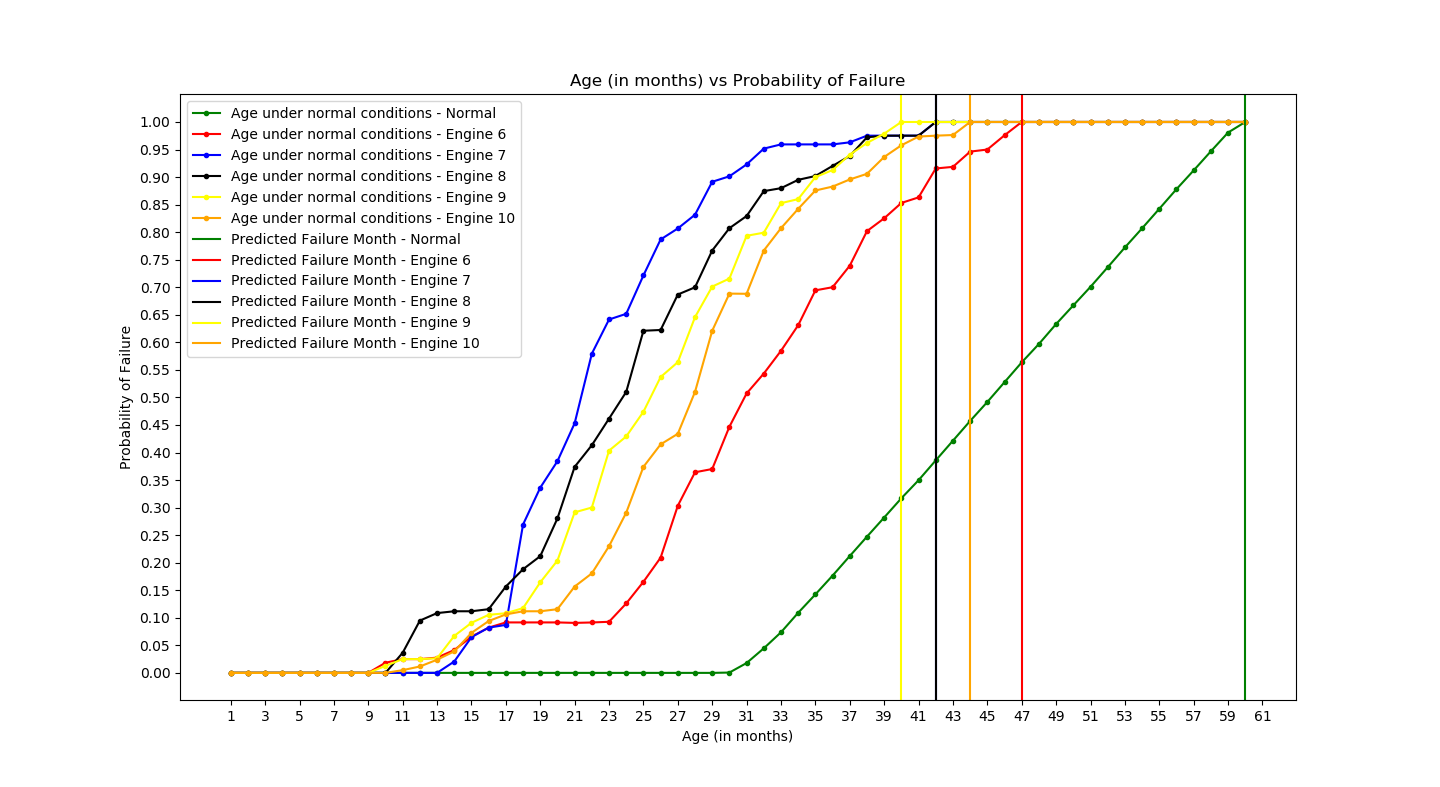 Age (in months) vs Probability of Failure
Age under normal conditions - Normal
Age under normal conditions - Engine 6
Age under normal conditions - Engine 7
Age under normal conditions - Engine 8
Age under normal conditions - Engine 9
Age under normal conditions - Engine 10
Predicted Failure Month - Normal
Predicted Failure Month - Engine 6
Predicted Failure Month - Engine 7
Predicted Failure Month - Engine 8
Predicted Failure Month - Engine 9
Predicted Failure Month - Engine 10
Probability of Failure
1.00
0.95
0.90
0.85
0.80
0.75
0.70
0.65
0.60
0.55
0.50
0.45
0.40
0.35
0.30
0.25
0.20
0.15
0.10
0.05
0.00
1 3 5 7 9 11 13 15 17 19 21 23 25 27 29 31 33 35 37 39 41 43 45 47 49 51 53 55 57 59 61
Age (in months)